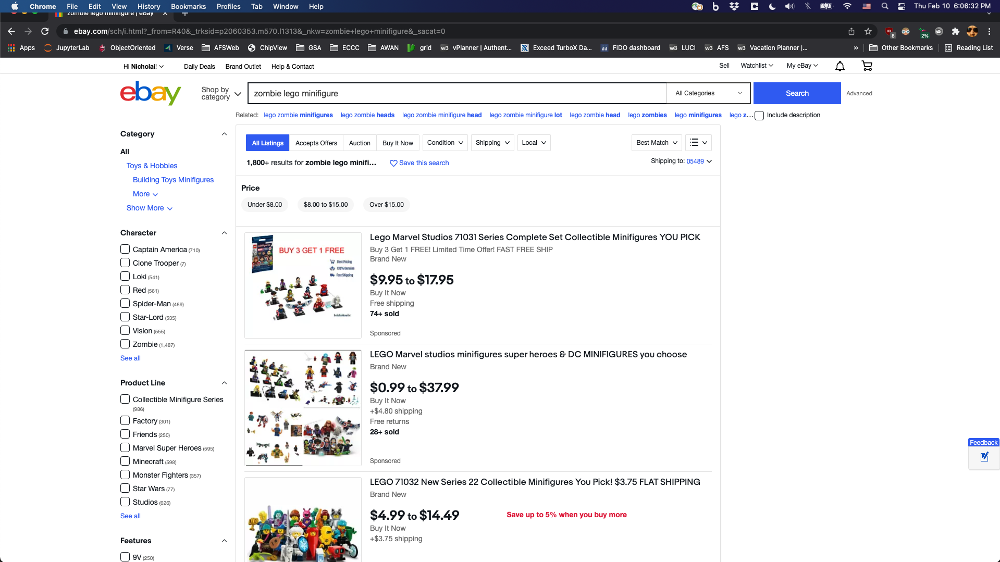 Chrome File Edit View History Bookmarks Profiles Tab Window Help
Thu Feb 10 6:06:32 PM
zombie lego minifigure | eBay
ebay.com/sch/i.html?_from=R40&_trksid=p2060353.m570.l1313&_nkw=zombie+lego+minifigure&_sacat=0
8 2%
Apps JupyterLab ObjectOriented Verse AFSWeb ChipView GSA ECCC AWAN grid w3 vPlanner | Authent... Exceed TurboX Da... FIDO dashboard w3 LUCI w3 AFS w3 Vacation Planner |... » Other Bookmarks Reading List
Hi Nicholai! Daily Deals Brand Outlet Help & Contact
Sell Watchlist My eBay
ebay
Shop by category
zombie lego minifigure
All Categories
Search
Advanced
Related: lego zombie minifigures lego zombie heads lego zombie minifigure head lego zombie minifigure lot lego zombie head lego zombies lego minifigures lego z...
Include description
Category
All
Toys & Hobbies
Building Toys Minifigures
More
Show More
Character
Captain America (710)
Clone Trooper (7)
Loki (541)
Red (561)
Spider-Man (469)
Star-Lord (535)
Vision (555)
Zombie (1,487)
See all
Product Line
Collectible Minifigure Series (986)
Factory (301)
Friends (250)
Marvel Super Heroes (595)
Minecraft (598)
Monster Fighters (357)
Star Wars (77)
Studios (626)
See all
Features
9V (250)
All Listings Accepts Offers Auction Buy It Now Condition Shipping Local
Best Match
1,800+ results for zombie lego minifi...
Save this search
Shipping to: 05489
Price
Under $8.00 $8.00 to $15.00 Over $15.00
BUY 3 GET 1 FREE
Best Pricing
100% Genuine
Fast Shipping
brickohaulic
Lego Marvel Studios 71031 Series Complete Set Collectible Minifigures YOU PICK
Buy 3 Get 1 FREE! Limited Time Offer! FAST FREE SHIP
Brand New
$9.95 to $17.95
Buy It Now
Free shipping
74+ sold
Sponsored
LEGO Marvel studios minifigures super heroes & DC MINIFIGURES you choose
Brand New
$0.99 to $37.99
Buy It Now
+$4.80 shipping
Free returns
28+ sold
Sponsored
LEGO 71032 New Series 22 Collectible Minifigures You Pick! $3.75 FLAT SHIPPING
Brand New
$4.99 to $14.49
Save up to 5% when you buy more
Buy It Now
+$3.75 shipping
Feedback